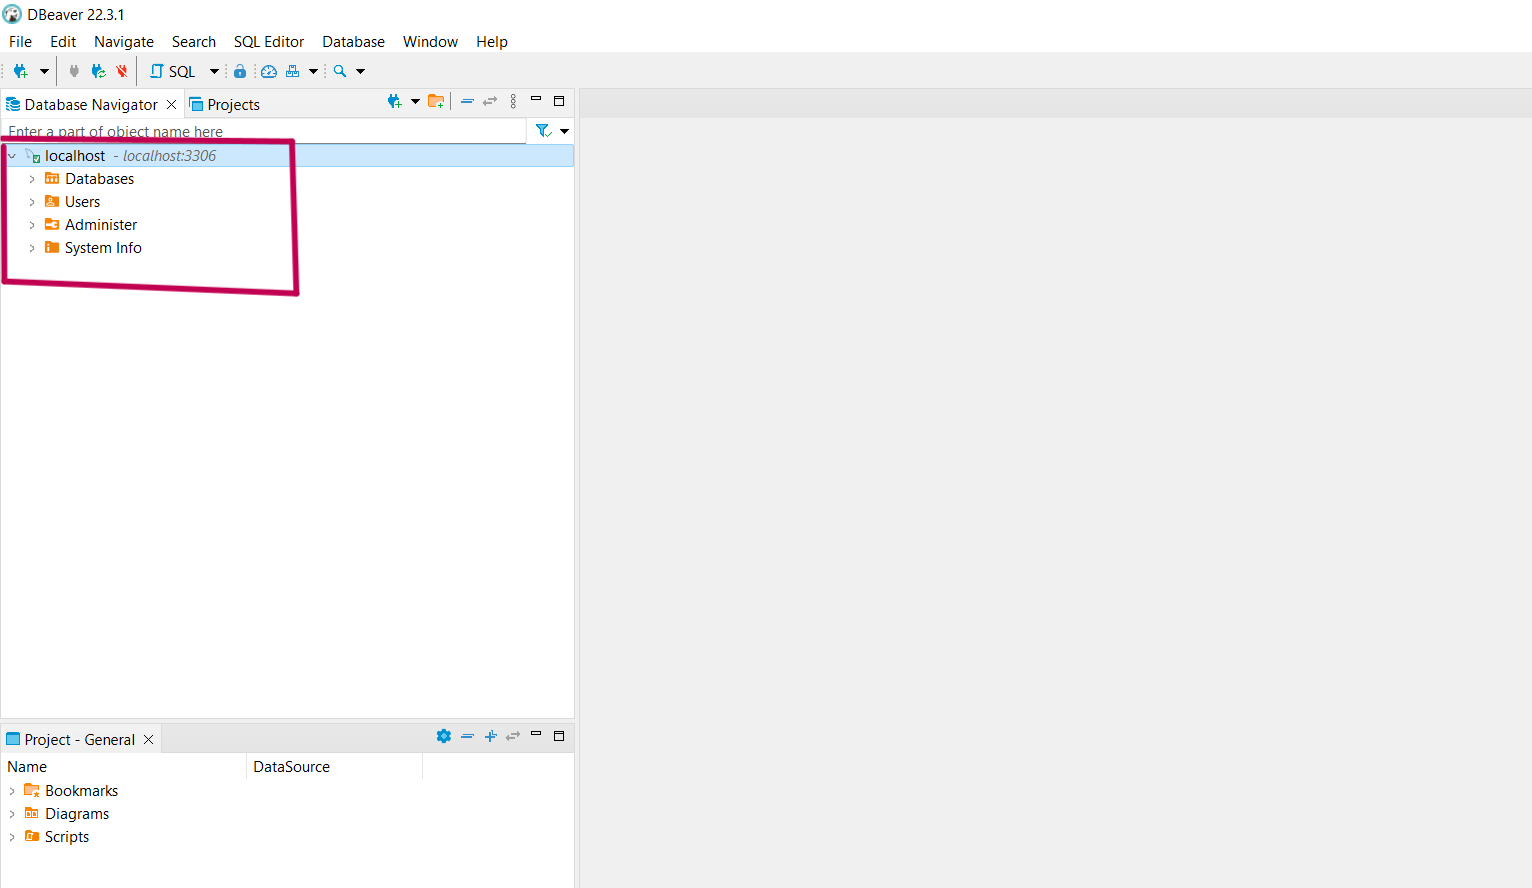 DBeaver 22.3.1
File Edit Navigate Search SQL Editor Database Window Help
SQL
Database Navigator Projects
Enter a part of object name here
localhost - localhost:3306
Databases
Users
Administer
System Info
Project - General
Name DataSource
Bookmarks
Diagrams
Scripts